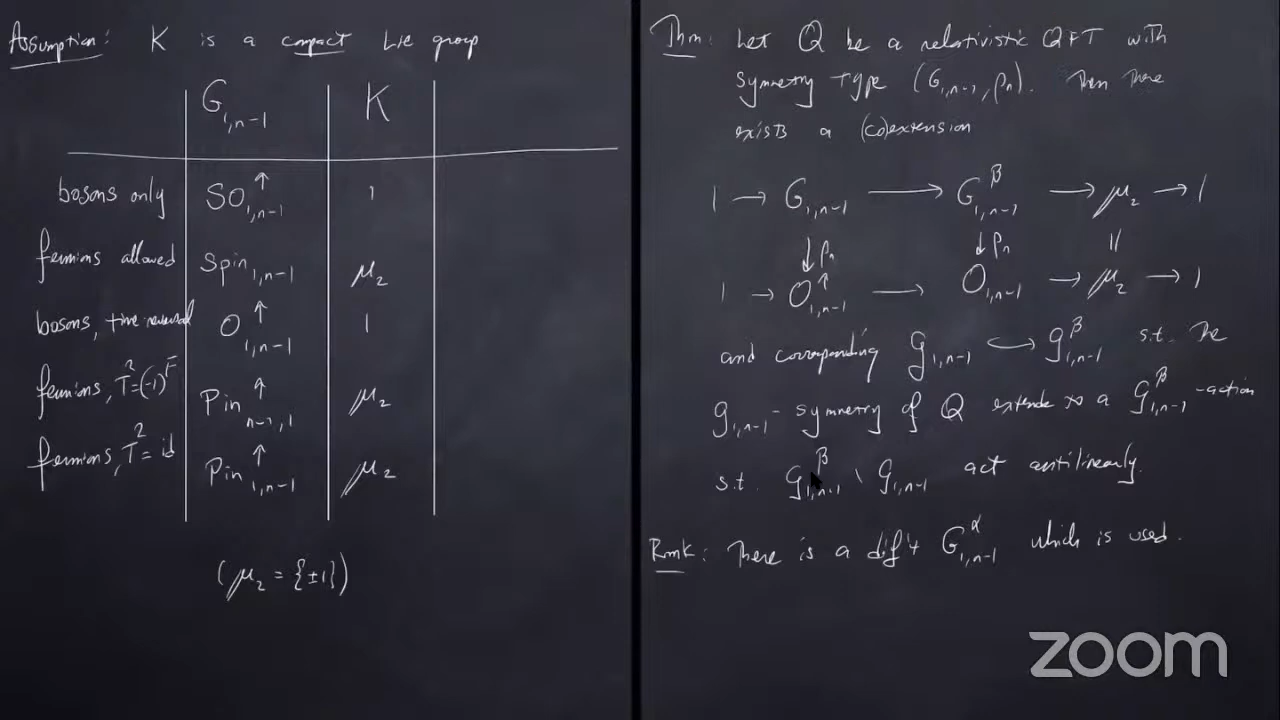 Assumption: K is a compact Lie group
G_{1,n-1} K
bosons only SO^↑_{1,n-1} 1
fermions allowed Spin_{1,n-1} μ_2
bosons, time reversal O^↑_{1,n-1} 1
fermions, T^2=(-1)^F Pin^↑_{n-1,1} μ_2
fermions, T^2=id Pin^↑_{1,n-1} μ_2
(μ_2 = {±1})
Thm: Let Q be a relativistic QFT with
symmetry type (G_{1,n-1}, ρ_n). Then there
exists a (co)extension
1 → G_{1,n-1} → G^β_{1,n-1} → μ_2 → 1
↓ρ_n ↓ρ_n ||
1 → O^↑_{1,n-1} → O_{1,n-1} → μ_2 → 1
and corresponding 𝒢_{1,n-1} ↪ 𝒢^β_{1,n-1} s.t. the
𝒢_{1,n-1}-symmetry of Q extends to a 𝒢^β_{1,n-1}-action
s.t. 𝒢^β_{1,n-1} \ 𝒢_{1,n-1} act antilinearly.
Rmk: There is a diff't G^α_{1,n-1} which is used.
zoom